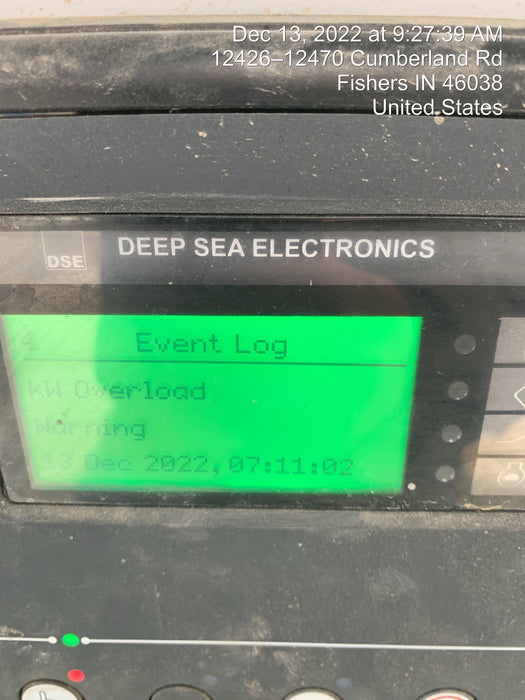 Dec 13, 2022 at 9:27:39 AM
12426–12470 Cumberland Rd
Fishers IN 46038
United States
DSE DEEP SEA ELECTRONICS
4 Event Log
kW Overload
Warning
13 Dec 2022, 07:11:02